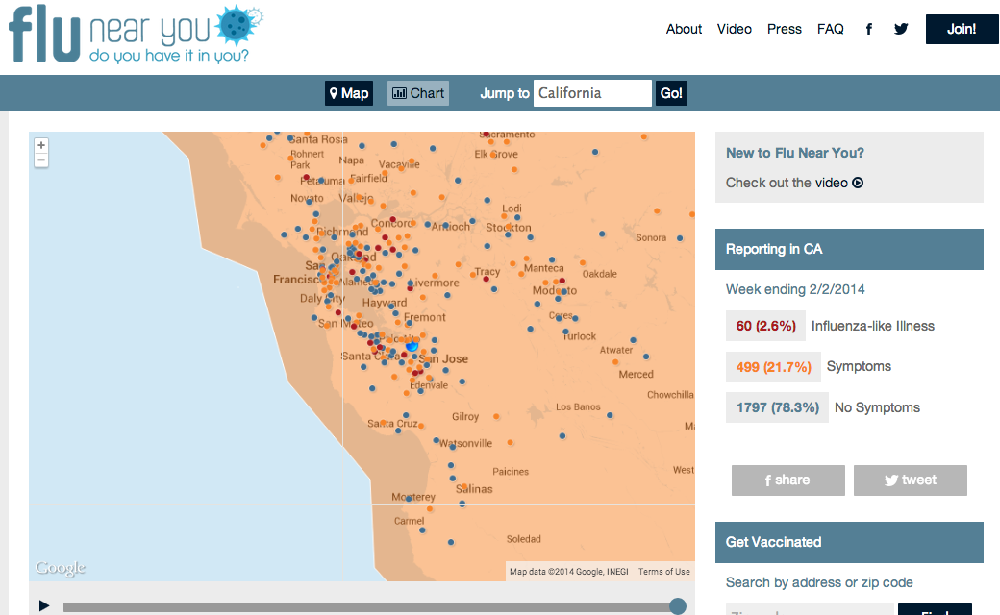 flu near you
do you have it in you?
About Video Press FAQ f Join!
Map Chart Jump to California Go!
+
−
Santa Rosa
Sacramento
Rohnert
Park
Napa
Vacaville
Elk Grove
Petaluma
Fairfield
Novato
Vallejo
Lodi
Concord
Antioch
Stockton
Richmond
Sonora
Oakland
San
Francisco
Alameda
Livermore
Tracy
Manteca
Oakdale
Modesto
Daly City
Hayward
Ceres
San Mateo
Fremont
Palo Alto
Turlock
Santa Clara
San Jose
Atwater
Merced
Edenvale
Chowchilla
Los Banos
Gilroy
Santa Cruz
Watsonville
Paicines
West
Salinas
Monterey
Carmel
Soledad
Google
Map data ©2014 Google, INEGI Terms of Use
New to Flu Near You?
Check out the video
Reporting in CA
Week ending 2/2/2014
60 (2.6%) Influenza-like Illness
499 (21.7%) Symptoms
1797 (78.3%) No Symptoms
f share tweet
Get Vaccinated
Search by address or zip code